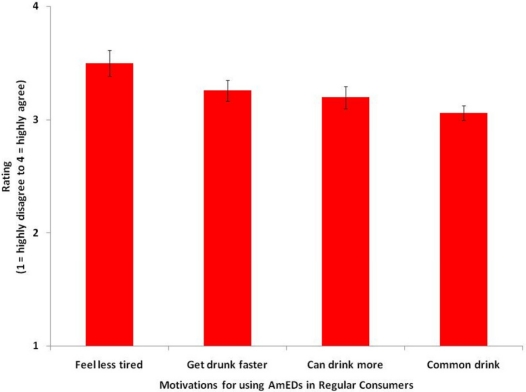 4
3
2
1
Rating
(1 = highly disagree to 4 = highly agree)
Feel less tired
Get drunk faster
Can drink more
Common drink
Motivations for using AmEDs in Regular Consumers